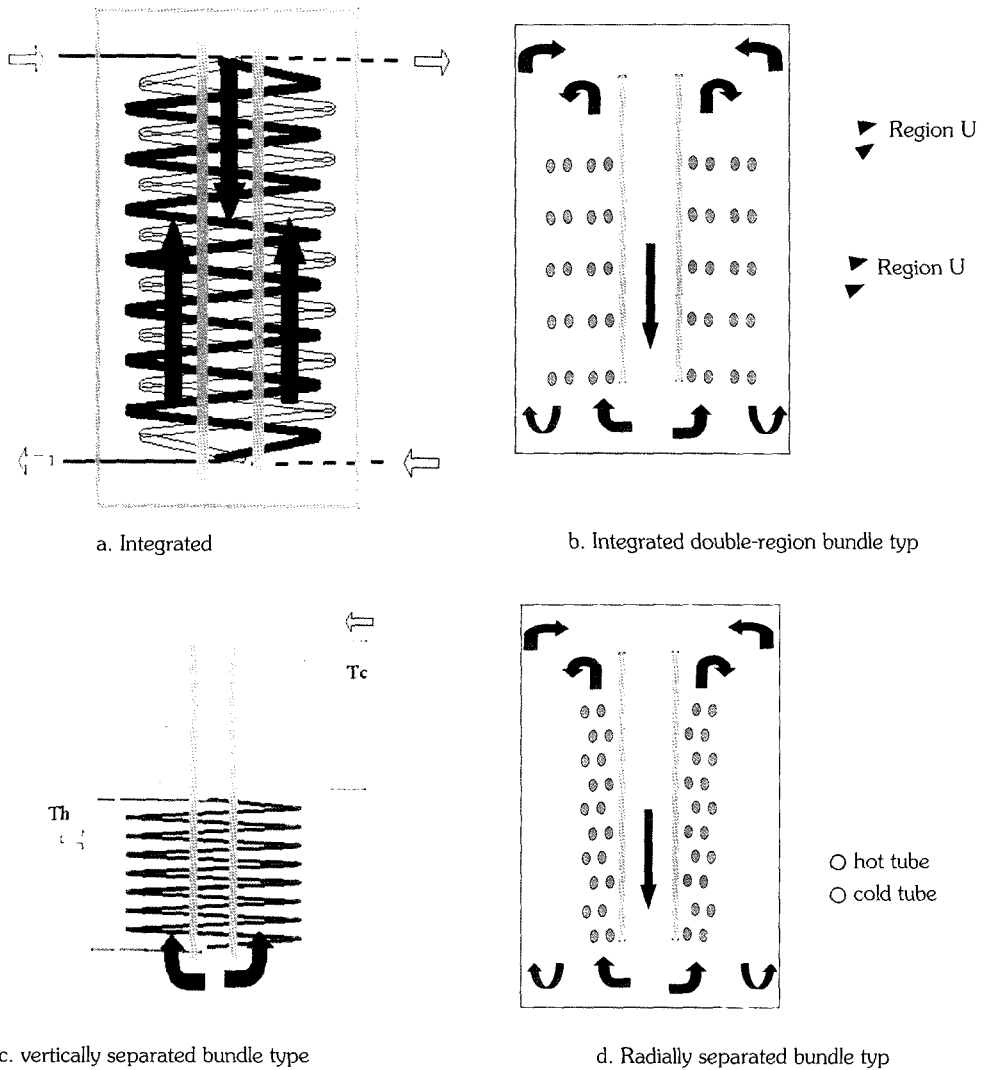 Region U
Region U
a. Integrated
b. Integrated double-region bundle typ
Tc
Th
hot tube
cold tube
c. vertically separated bundle type
d. Radially separated bundle typ